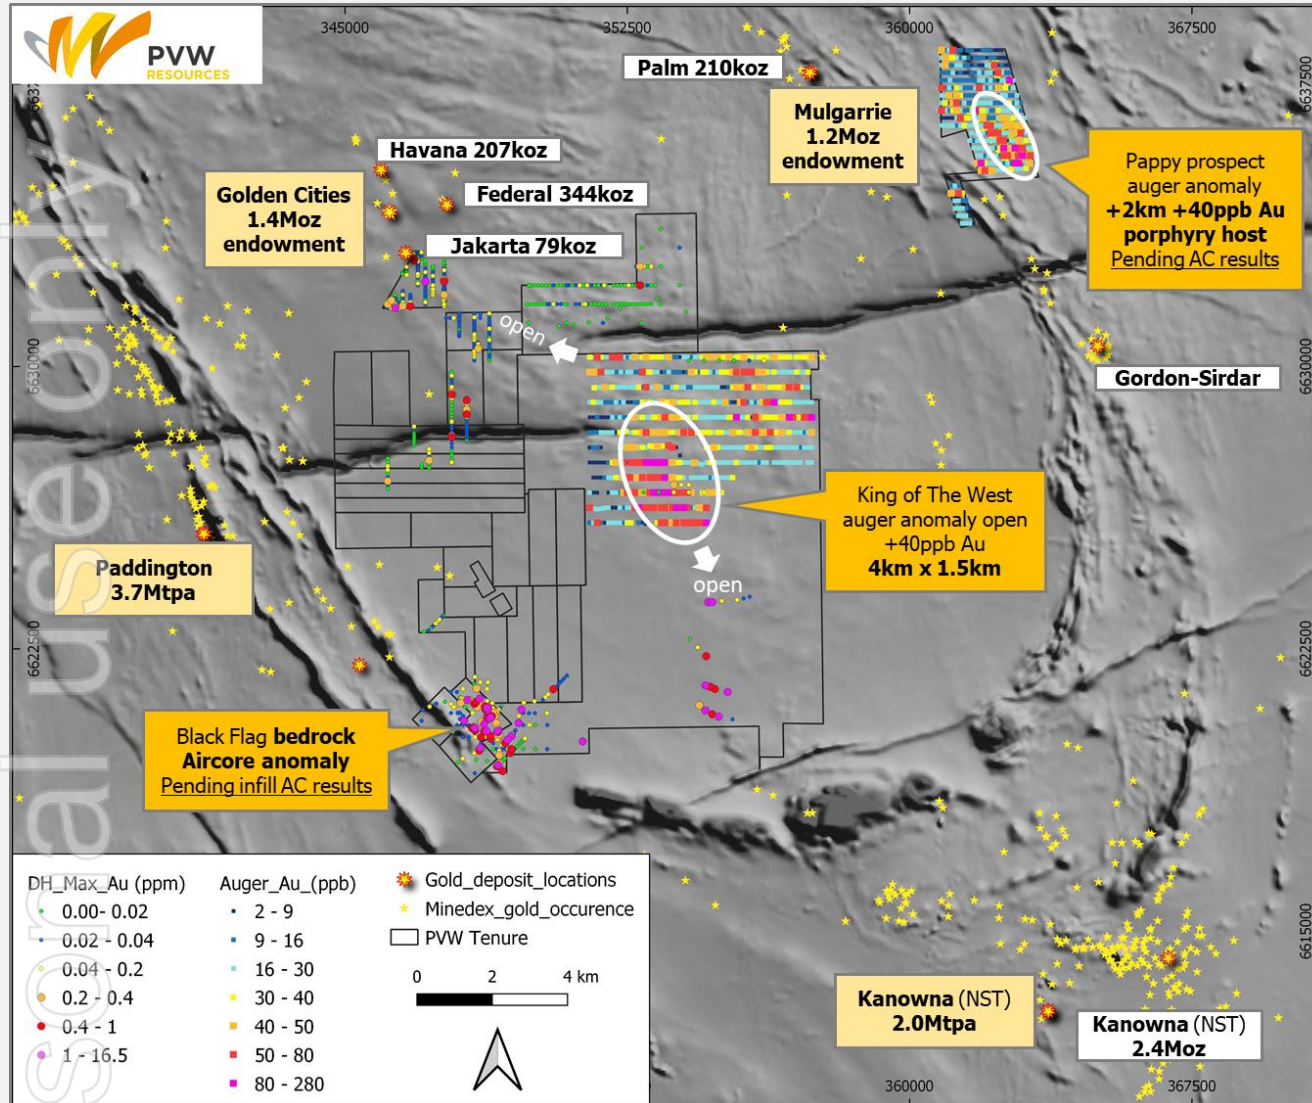 PVW
RESOURCES
345000
352500
360000
367500
6637500
Palm 210koz
Mulgarrie
1.2Moz
endowment
Pappy prospect
auger anomaly
+2km +40ppb Au
porphyry host
Pending AC results
Havana 207koz
Golden Cities
1.4Moz
endowment
Federal 344koz
Jakarta 79koz
open
6630000
6630000
Gordon-Sirdar
King of The West
auger anomaly open
+40ppb Au
4km x 1.5km
open
Paddington
3.7Mtpa
6622500
6622500
Black Flag bedrock
Aircore anomaly
Pending infill AC results
DH_Max_Au (ppm)
0.00- 0.02
0.02 - 0.04
0.04 - 0.2
0.2 - 0.4
0.4 - 1
1 - 16.5
Auger_Au_(ppb)
2 - 9
9 - 16
16 - 30
30 - 40
40 - 50
50 - 80
80 - 280
Gold_deposit_locations
Minedex_gold_occurence
PVW Tenure
0 2 4 km
6615000
Kanowna (NST)
2.0Mtpa
Kanowna (NST)
2.4Moz
360000
367500
sonal use only